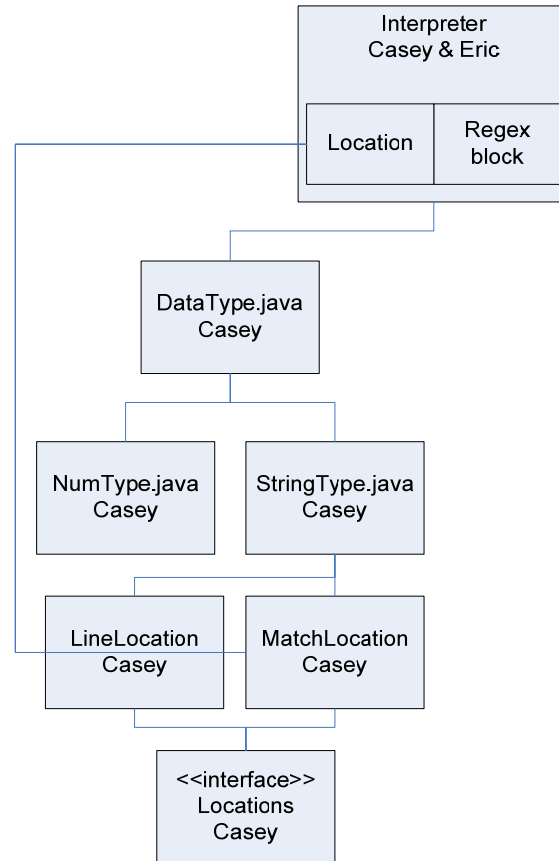 Interpreter
Casey & Eric
Location
Regex
block
DataType.java
Casey
NumType.java
Casey
StringType.java
Casey
LineLocation
Casey
MatchLocation
Casey
<<interface>>
Locations
Casey